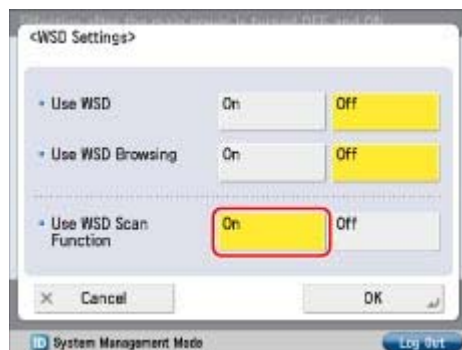 <WSD Settings>
Use WSD On Off
Use WSD Browsing On Off
Use WSD Scan On Off
Function
× Cancel OK
ID System Management Mode Log Out